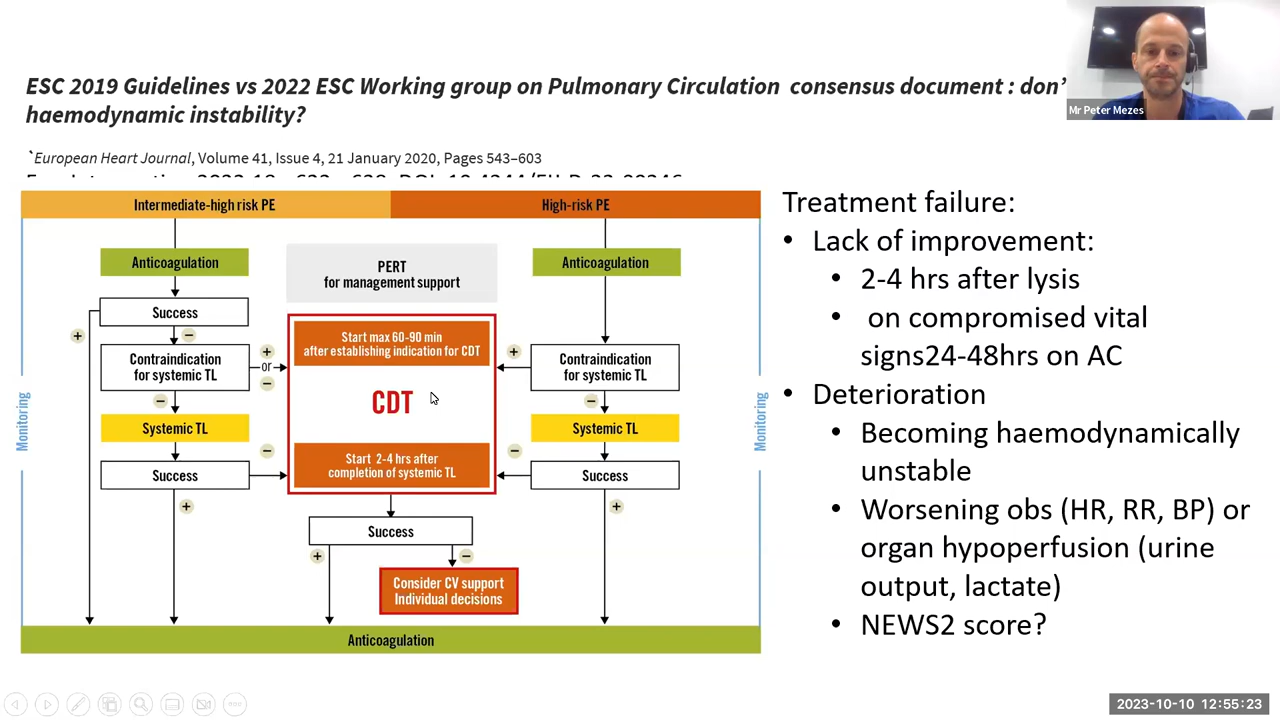 ESC 2019 Guidelines vs 2022 ESC Working group on Pulmonary Circulation consensus document : don'
haemodynamic instability?
Mr Peter Mezes
`European Heart Journal, Volume 41, Issue 4, 21 January 2020, Pages 543–603
Intermediate-high risk PE
High-risk PE
Anticoagulation
PERT
for management support
Anticoagulation
Success
+
−
Start max 60-90 min
after establishing indication for CDT
Contraindication
for systemic TL
+
or
−
+
Contraindication
for systemic TL
CDT
−
−
Systemic TL
Systemic TL
Monitoring
Monitoring
−
−
Start 2-4 hrs after
completion of systemic TL
Success
Success
+
+
Success
+
−
Consider CV support
Individual decisions
Anticoagulation
Treatment failure:
• Lack of improvement:
• 2-4 hrs after lysis
• on compromised vital
signs24-48hrs on AC
• Deterioration
• Becoming haemodynamically
unstable
• Worsening obs (HR, RR, BP) or
organ hypoperfusion (urine
output, lactate)
• NEWS2 score?
2023-10-10 12:55:23